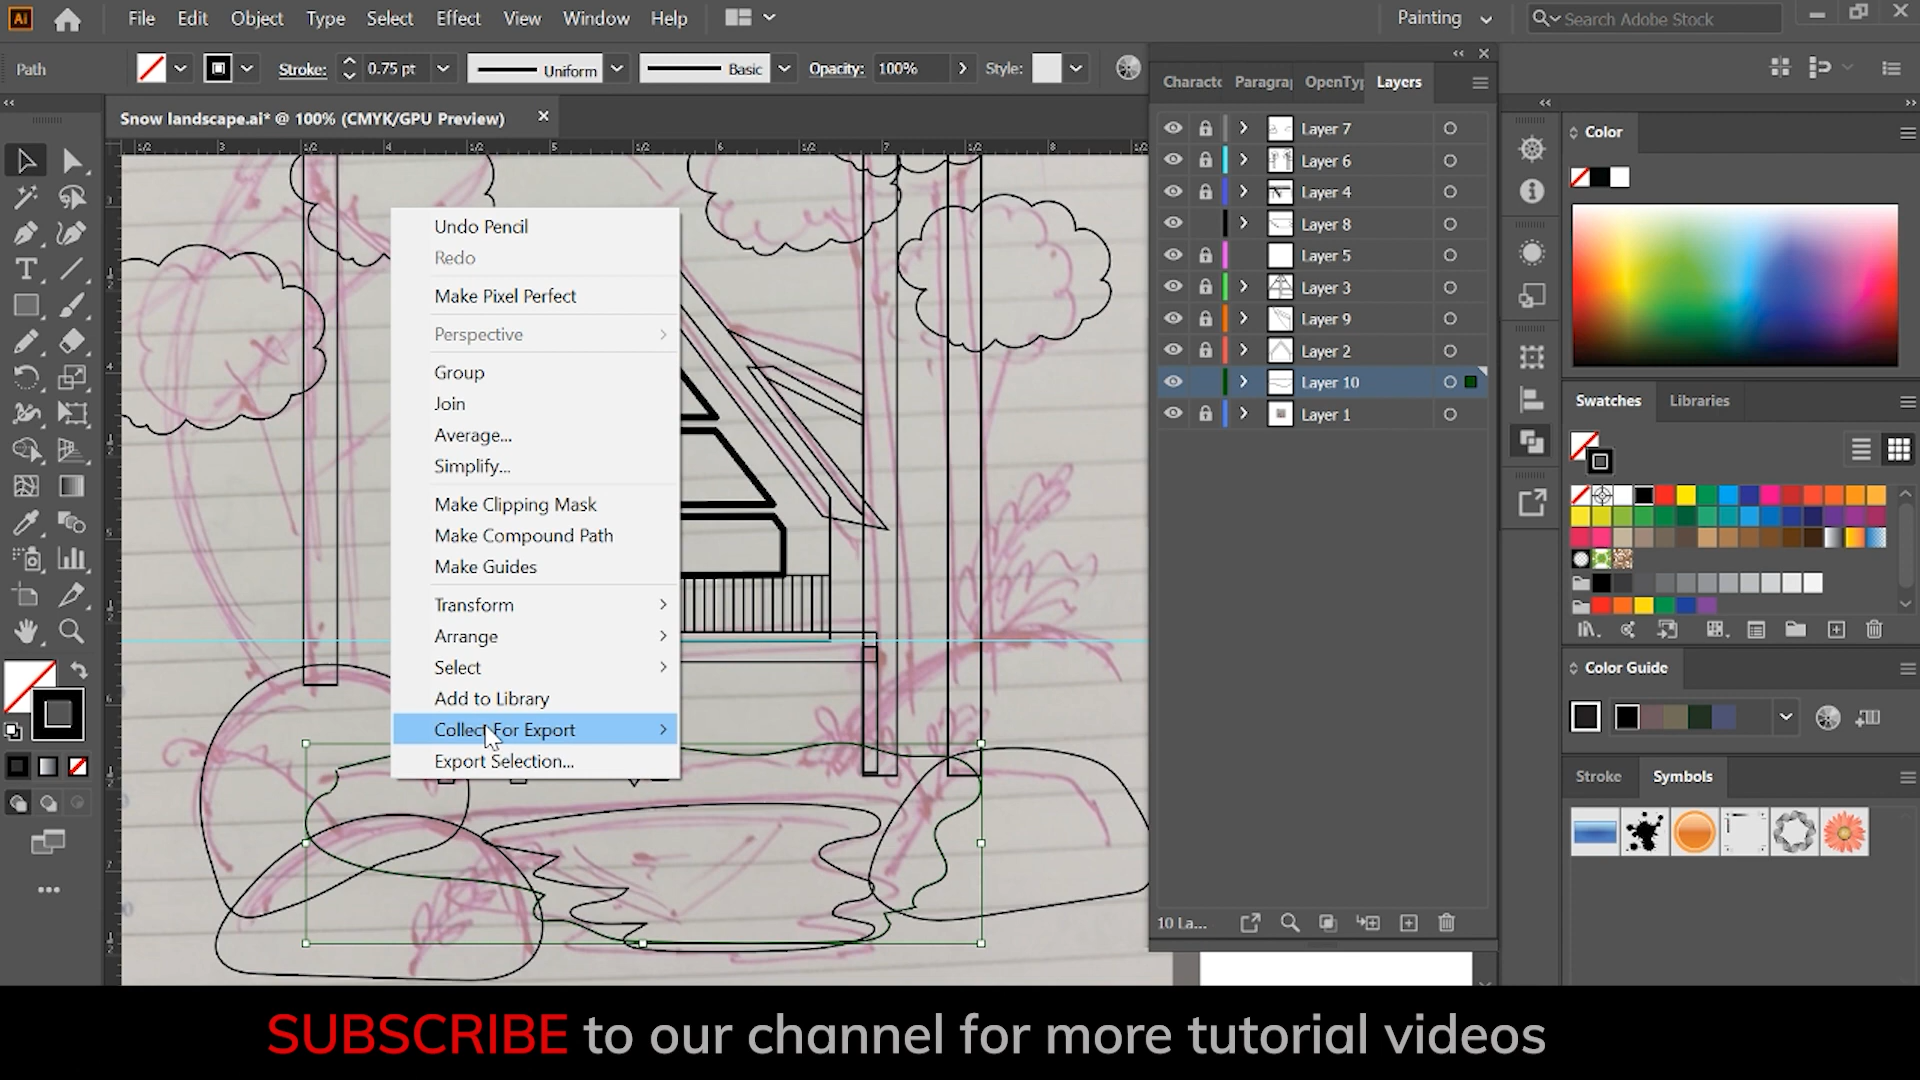 Ai File Edit Object Type Select Effect View Window Help Painting Search Adobe Stock
Path Stroke: 0.75 pt Uniform Basic Opacity: 100% Style:
Snow landscape.ai* @ 100% (CMYK/GPU Preview)
Characte Paragra OpenTyp Layers
Layer 7
Layer 6
Layer 4
Layer 8
Layer 5
Layer 3
Layer 9
Layer 2
Layer 10
Layer 1
10 La...
Undo Pencil
Redo
Make Pixel Perfect
Perspective
Group
Join
Average...
Simplify...
Make Clipping Mask
Make Compound Path
Make Guides
Transform
Arrange
Select
Add to Library
Collect For Export
Export Selection...
Color
Swatches Libraries
Color Guide
Stroke Symbols
SUBSCRIBE to our channel for more tutorial videos